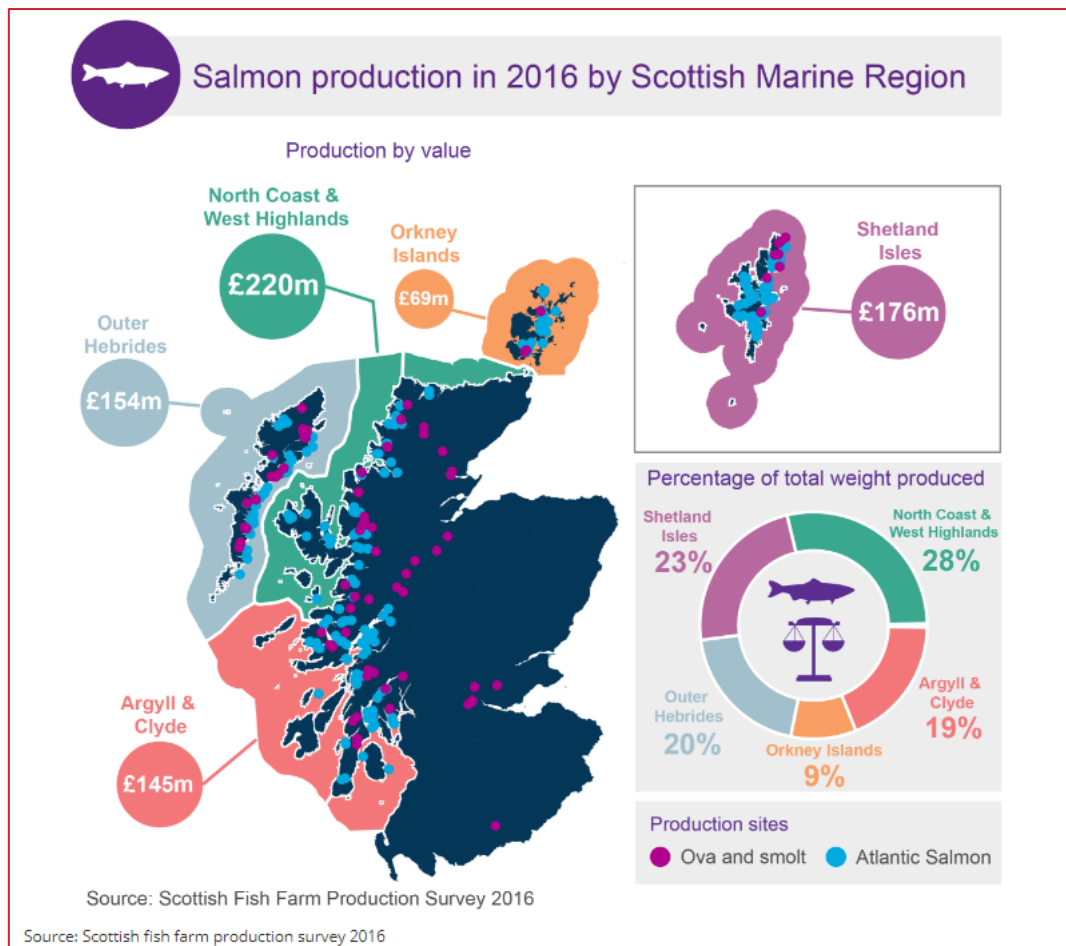 Salmon production in 2016 by Scottish Marine Region
Production by value
North Coast &
West Highlands
£220m
Orkney
Islands
£69m
Outer
Hebrides
£154m
Argyll &
Clyde
£145m
Shetland
Isles
£176m
Percentage of total weight produced
Shetland
Isles
23%
North Coast &
West Highlands
28%
Outer
Hebrides
20%
Orkney Islands
9%
Argyll &
Clyde
19%
Production sites
Ova and smolt
Atlantic Salmon
Source: Scottish Fish Farm Production Survey 2016
Source: Scottish fish farm production survey 2016